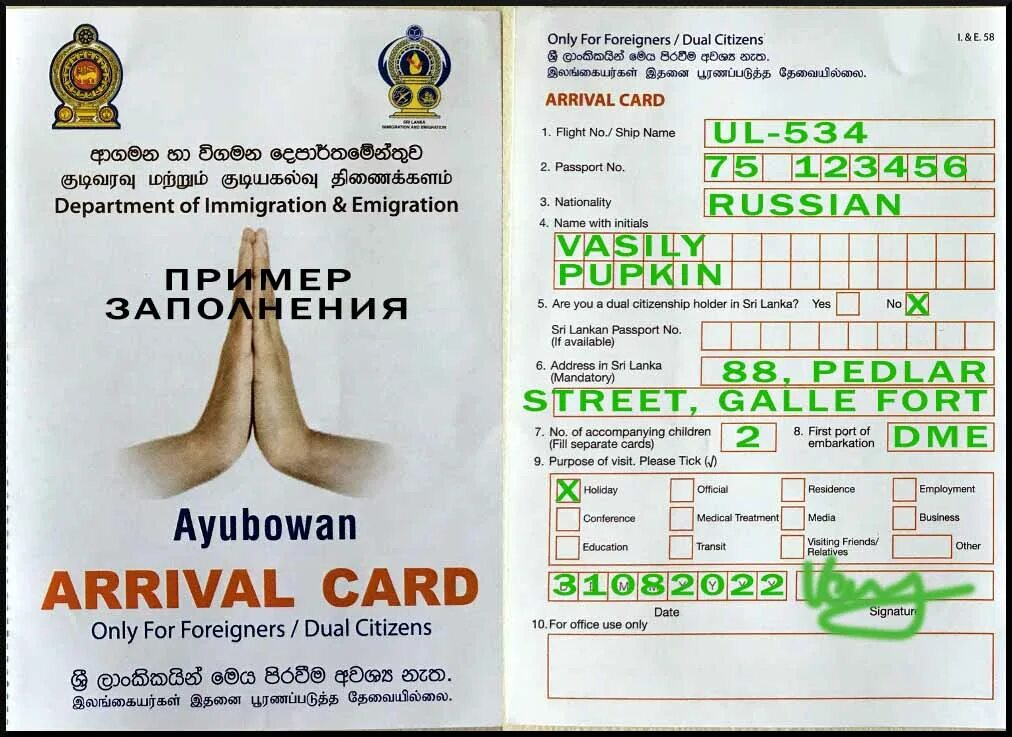 SRI LANKA
IMMIGRATION AND EMIGRATION
ආගමන හා විගමන දෙපාර්තමේන්තුව
குடிவரவு மற்றும் குடியகல்வு திணைக்களம்
Department of Immigration & Emigration
ПРИМЕР
ЗАПОЛНЕНИЯ
Ayubowan
ARRIVAL CARD
Only For Foreigners / Dual Citizens
ශ්‍රී ලාංකිකයින් මෙය පිරවීම අවශ්‍ය නැත.
இலங்கையர்கள் இதனை பூரணப்படுத்த தேவையில்லை.
Only For Foreigners / Dual Citizens
I. & E. 58
ශ්‍රී ලාංකිකයින් මෙය පිරවීම අවශ්‍ය නැත.
இலங்கையர்கள் இதனை பூரணப்படுத்த தேவையில்லை.
ARRIVAL CARD
1. Flight No./ Ship Name UL-534
2. Passport No. 75 123456
3. Nationality RUSSIAN
4. Name with initials
VASILY
PUPKIN
5. Are you a dual citizenship holder in Sri Lanka? Yes No X
Sri Lankan Passport No.
(If available)
6. Address in Sri Lanka 88, PEDLAR
(Mandatory)
STREET, GALLE FORT
7. No. of accompanying children 2 8. First port of DME
(Fill separate cards) embarkation
9. Purpose of visit. Please Tick (√)
X Holiday Official Residence Employment
Conference Medical Treatment Media Business
Education Transit Visiting Friends/ Other
Relatives
31082022
Date Signature
10. For office use only